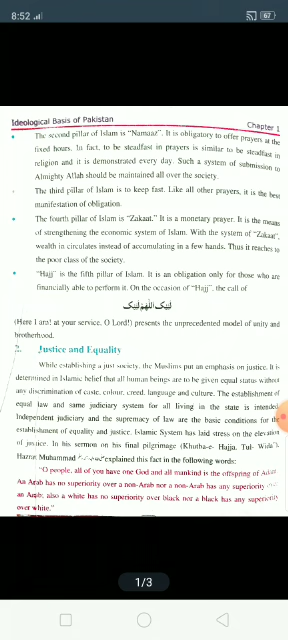 8:52
67
Ideological Basis of Pakistan
Chapter 1
• The second pillar of Islam is "Namaaz". It is obligatory to offer prayers at the
fixed hours. In fact, to be steadfast in prayers is similar to be steadfast in
religion and it is demonstrated every day. Such a system of submission to
Almighty Allah should be maintained all over the society.
• The third pillar of Islam is to keep fast. Like all other prayers, it is the best
manifestation of obligation.
• The fourth pillar of Islam is "Zakaat". It is a monetary prayer. It is the means
of strengthening the economic system of Islam. With the system of "Zakaat",
wealth in circulates instead of accumulating in a few hands. Thus it reaches to
the poor class of the society.
• "Hajj" is the fifth pillar of Islam. It is an obligation only for those who are
financially able to perform it. On the occasion of "Hajj", the call of
لبیک اللھم لبیک
(Here I am! at your service, O Lord!) presents the unprecedented model of unity and
brotherhood.
2. Justice and Equality
While establishing a just society, the Muslims put an emphasis on justice. It is
determined in Islamic belief that all human beings are to be given equal status without
any discrimination of caste, colour, creed, language and culture. The establishment of
equal law and same judiciary system for all living in the state is intended.
Independent judiciary and the supremacy of law are the basic conditions for the
establishment of equality and justice. Islamic System has laid stress on the elevation
of justice. In his sermon on his final pilgrimage (Khutba-e- Hajja, Tul- Wida')
Hazrat Muhammad explained this fact in the following words:
"O people, all of you have one God and all mankind is the offspring of Adam.
An Arab has no superiority over a non-Arab nor a non-Arab has any superiority
an Arab; also a white has no superiority over black nor a black has any superiority
over white."
1/3